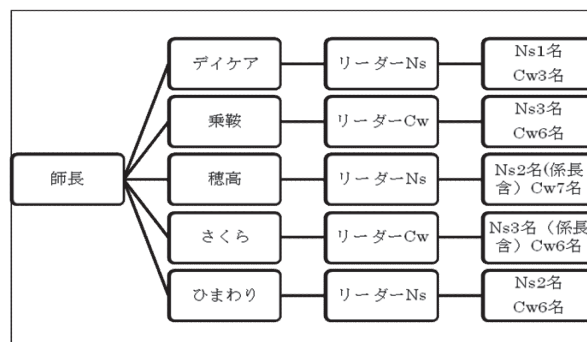 デイケア
リーダーNs
Ns1名
Cw3名
乗鞍
リーダーCw
Ns3名
Cw6名
師長
穂高
リーダーNs
Ns2名(係長
含）Cw7名
さくら
リーダーCw
Ns3名（係長
含）Cw6名
ひまわり
リーダーNs
Ns2名
Cw6名